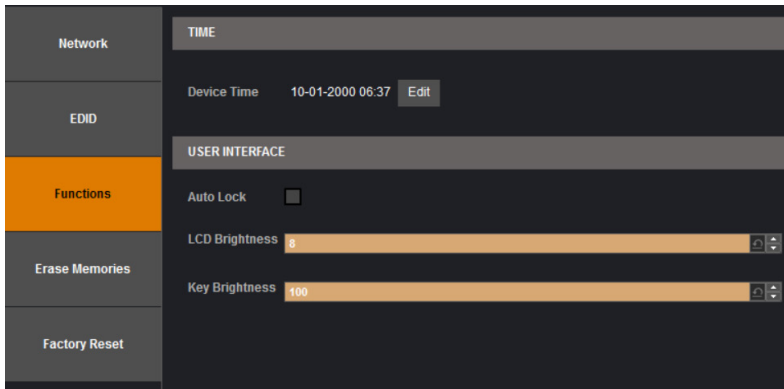 Network
EDID
Functions
Erase Memories
Factory Reset
TIME
Device Time 10-01-2000 06:37 Edit
USER INTERFACE
Auto Lock
LCD Brightness 8
Key Brightness 100